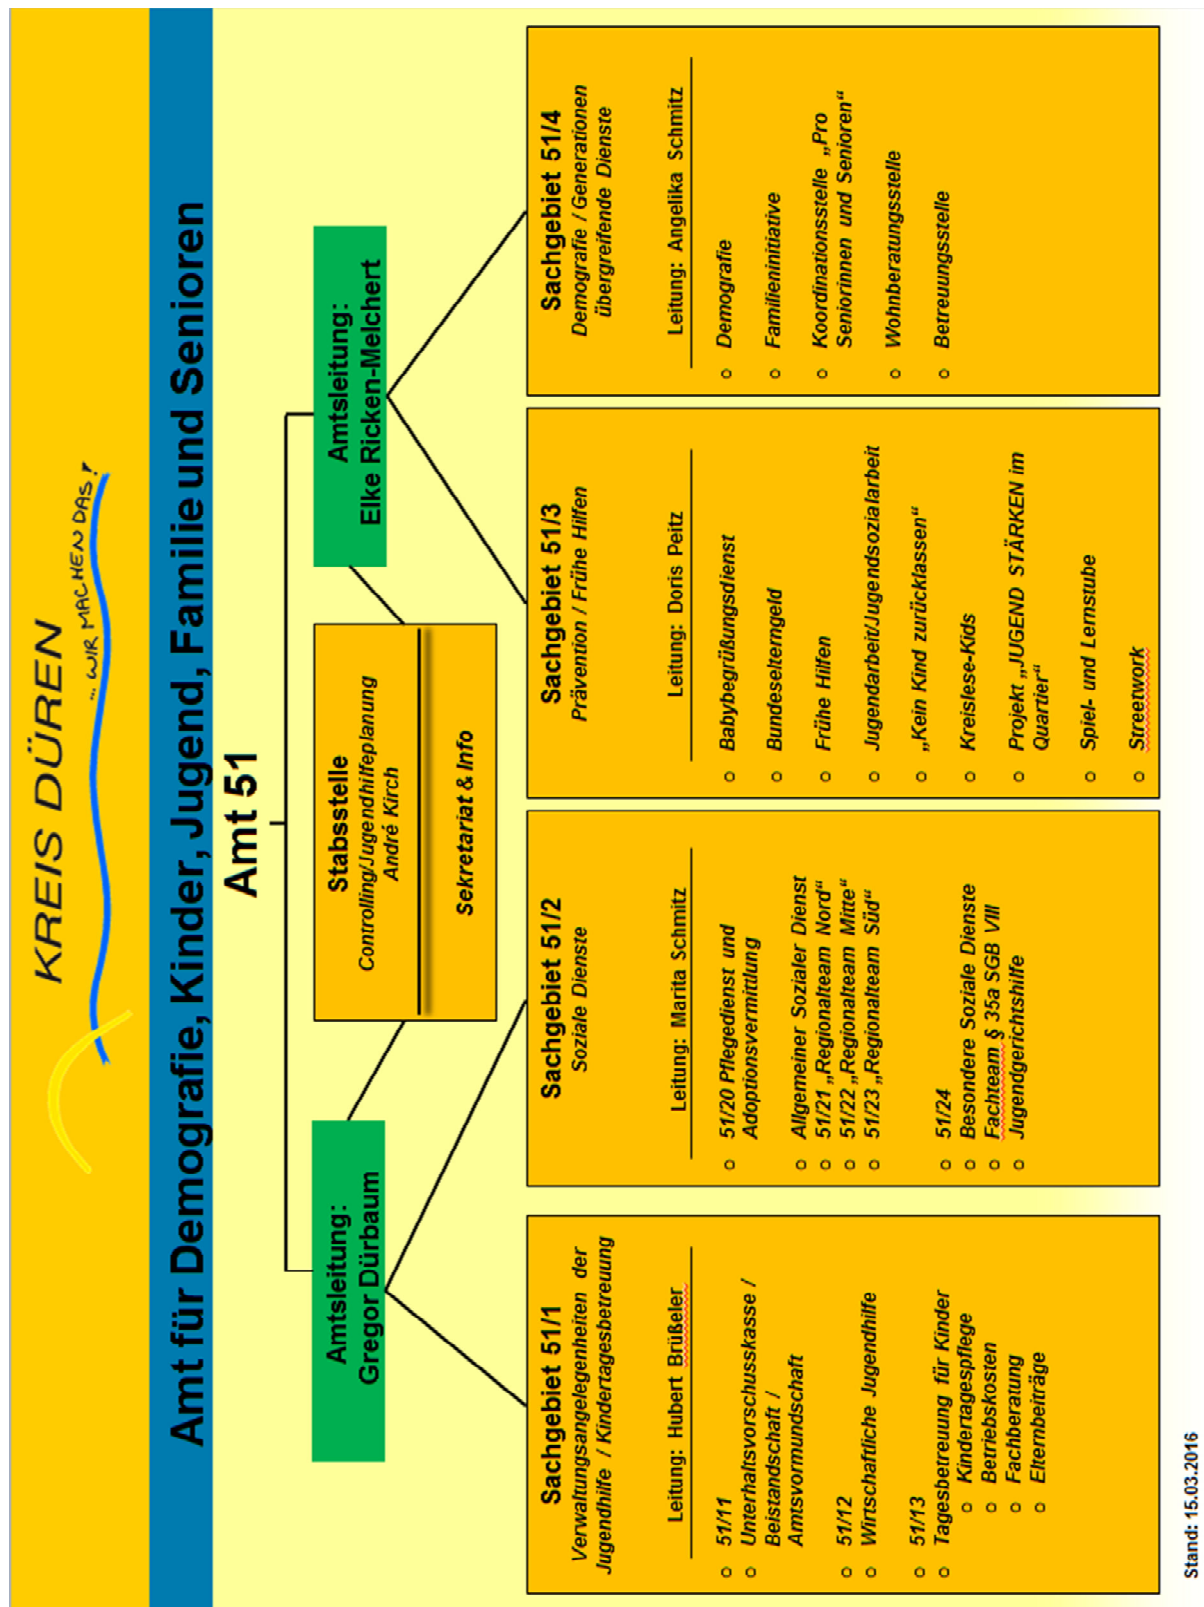 KREIS DÜREN
... WIR MACHEN DAS!
Amt für Demografie, Kinder, Jugend, Familie und Senioren
Amt 51
Amtsleitung:
Gregor Dürbaum
Stabsstelle
Controlling/Jugendhilfeplanung
André Kirch
Sekretariat & Info
Amtsleitung:
Elke Ricken-Melchert
Sachgebiet 51/1
Verwaltungsangelegenheiten der
Jugendhilfe / Kindertagesbetreuung
Leitung: Hubert Brüßeler
o 51/11
o Unterhaltsvorschusskasse /
Beistandschaft /
Amtsvormundschaft
o 51/12
o Wirtschaftliche Jugendhilfe
o 51/13
o Tagesbetreuung für Kinder
o Kindertagespflege
o Betriebskosten
o Fachberatung
o Elternbeiträge
Sachgebiet 51/2
Soziale Dienste
Leitung: Marita Schmitz
o 51/20 Pflegedienst und
Adoptionsvermittlung
o Allgemeiner Sozialer Dienst
o 51/21 „Regionalteam Nord“
o 51/22 „Regionalteam Mitte“
o 51/23 „Regionalteam Süd“
o 51/24
o Besondere Soziale Dienste
o Fachteam § 35a SGB VIII
o Jugendgerichtshilfe
Sachgebiet 51/3
Prävention / Frühe Hilfen
Leitung: Doris Peitz
o Babybegrüßungsdienst
o Bundeselterngeld
o Frühe Hilfen
o Jugendarbeit/Jugendsozialarbeit
o „Kein Kind zurücklassen“
o Kreislese-Kids
o Projekt „JUGEND STÄRKEN im
Quartier“
o Spiel- und Lernstube
o Streetwork
Sachgebiet 51/4
Demografie / Generationen
übergreifende Dienste
Leitung: Angelika Schmitz
o Demografie
o Familieninitiative
o Koordinationsstelle „Pro
Seniorinnen und Senioren“
o Wohnberatungsstelle
o Betreuungsstelle
Stand: 15.03.2016